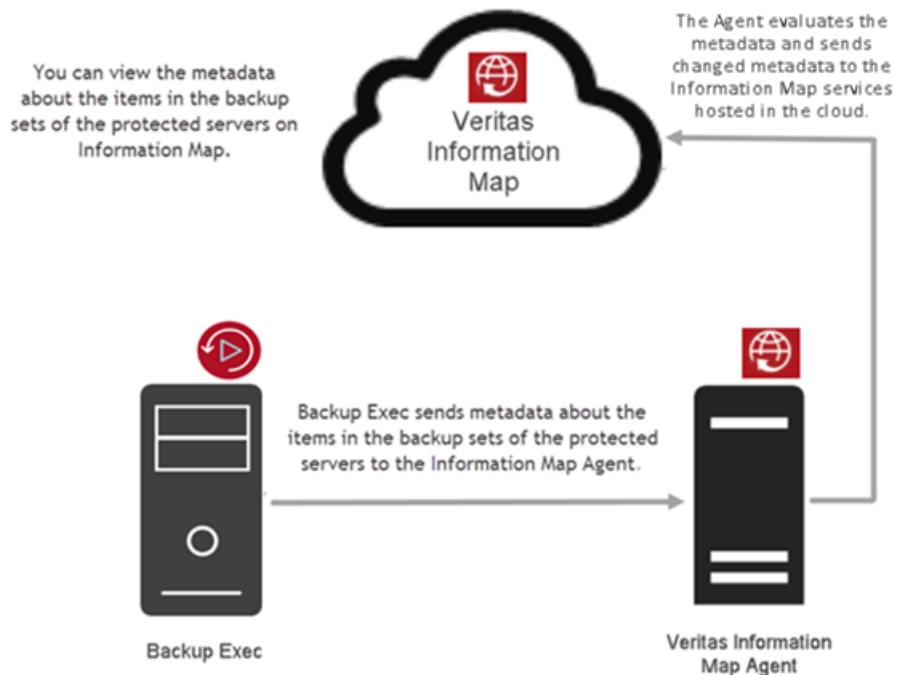 You can view the metadata
about the items in the backup
sets of the protected servers on
Information Map.
Veritas
Information
Map
The Agent evaluates the
metadata and sends
changed metadata to the
Information Map services
hosted in the cloud.
Backup Exec sends metadata about the
items in the backup sets of the protected
servers to the Information Map Agent.
Backup Exec
Veritas Information
Map Agent